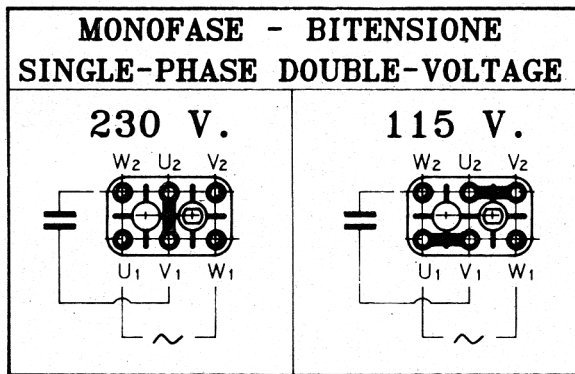 MONOFASE - BITENSIONE
SINGLE-PHASE DOUBLE-VOLTAGE
230 V.
W2 U2 V2
U1 V1 W1
~
115 V.
W2 U2 V2
U1 V1 W1
~